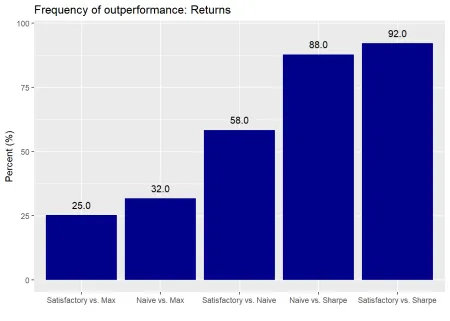 Frequency of outperformance: Returns
Percent (%)
100
75
50
25
0
25.0
32.0
58.0
88.0
92.0
Satisfactory vs. Max
Naive vs. Max
Satisfactory vs. Naive
Naive vs. Sharpe
Satisfactory vs. Sharpe